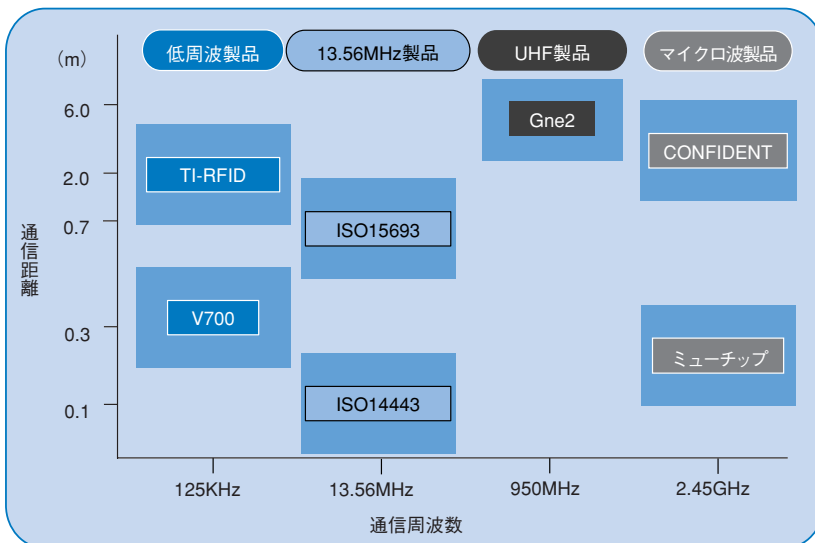 低周波製品
13.56MHz製品
UHF製品
マイクロ波製品
（m）
6.0
2.0
0.7
0.3
0.1
通信距離
Gne2
CONFIDENT
TI-RFID
ISO15693
V700
ミューチップ
ISO14443
125KHz
13.56MHz
950MHz
2.45GHz
通信周波数